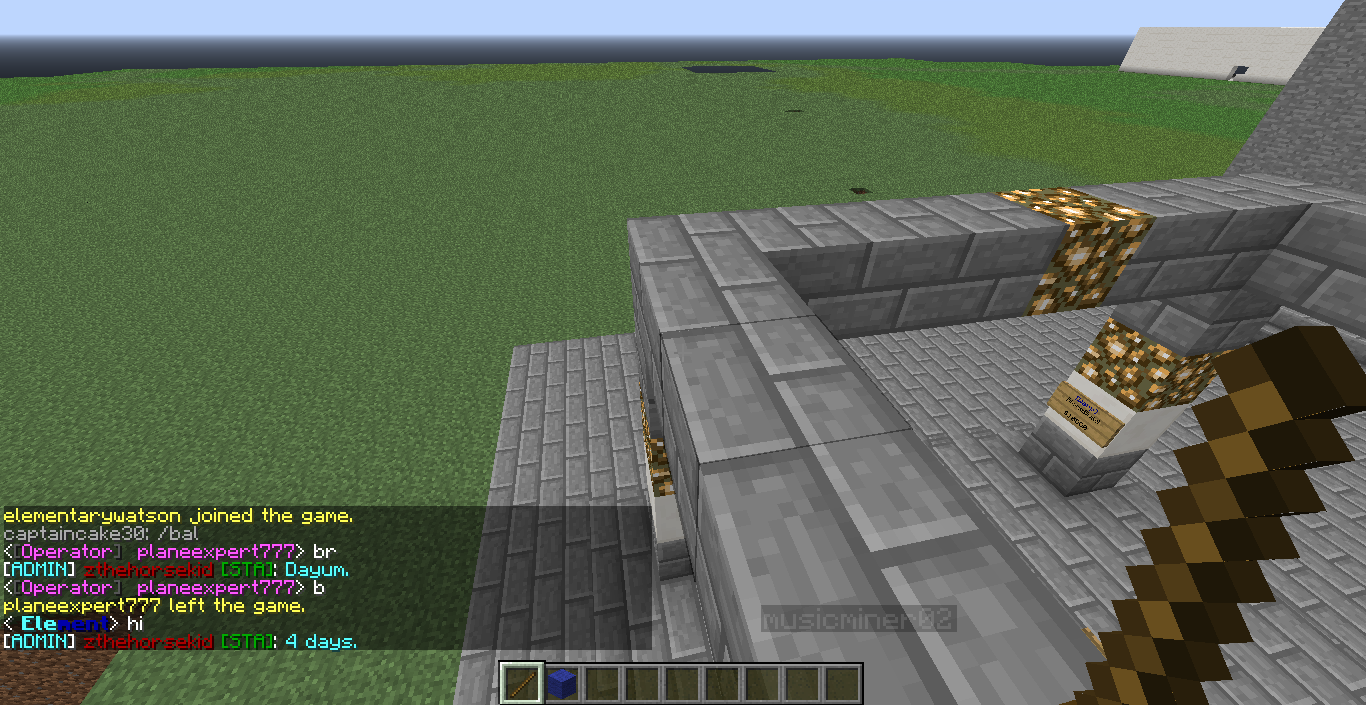 elementarywatson joined the game.
captaincake30: /bal
<[Operator] planeexpert777> br
[ADMIN] zthehorsekid [STA]: Dayum.
<[Operator] planeexpert777> b
planeexpert777 left the game.
< Element> hi
[ADMIN] zthehorsekid [STA]: 4 days.
musicminer02